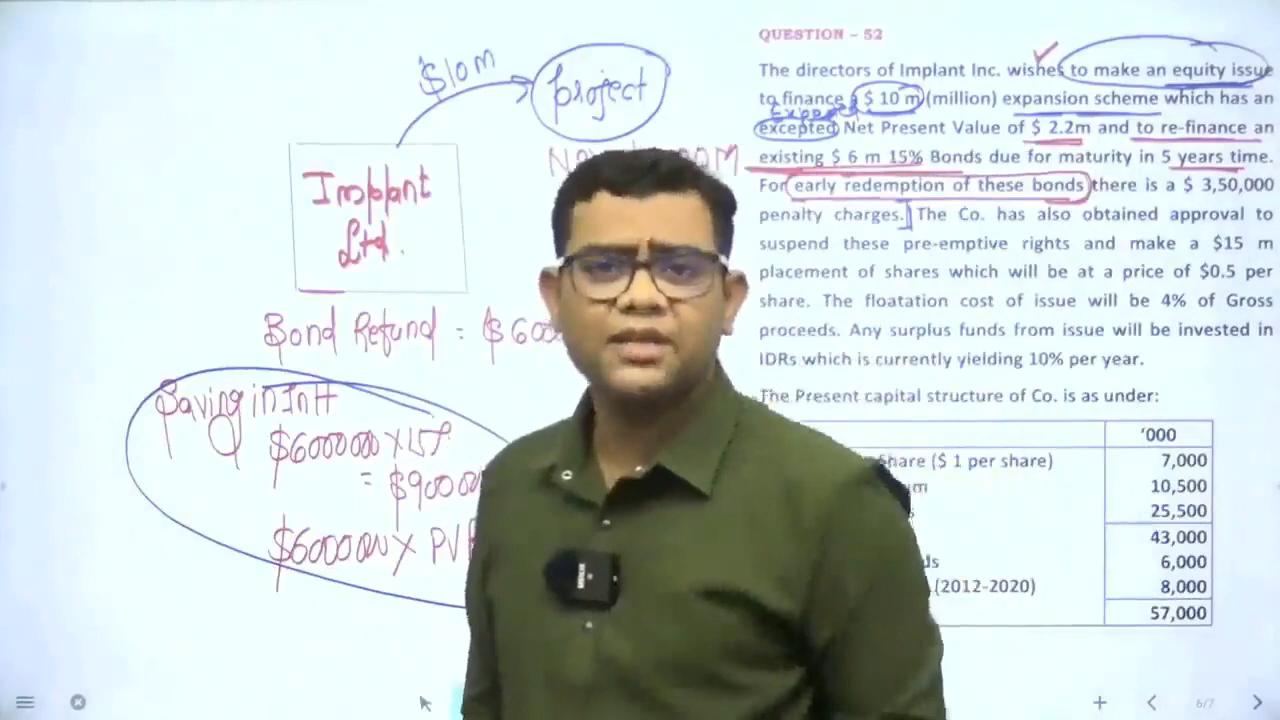 QUESTION – 52
The directors of Implant Inc. wishes to make an equity issue
to finance a $ 10 m (million) expansion scheme which has an
excepted Net Present Value of $ 2.2m and to re-finance an
existing $ 6 m 15% Bonds due for maturity in 5 years time.
For early redemption of these bonds there is a $ 3,50,000
penalty charges. The Co. has also obtained approval to
suspend these pre-emptive rights and make a $15 m
placement of shares which will be at a price of $0.5 per
share. The floatation cost of issue will be 4% of Gross
proceeds. Any surplus funds from issue will be invested in
IDRs which is currently yielding 10% per year.
The Present capital structure of Co. is as under:
'000
Share ($ 1 per share) 7,000
10,500
25,500
43,000
6,000
(2012-2020) 8,000
57,000
$10m
project
Implant
Ltd.
Bond Refund = $600
Saving in Int
$6000000 X 15%
= $90000
$600000 X PV
6/7